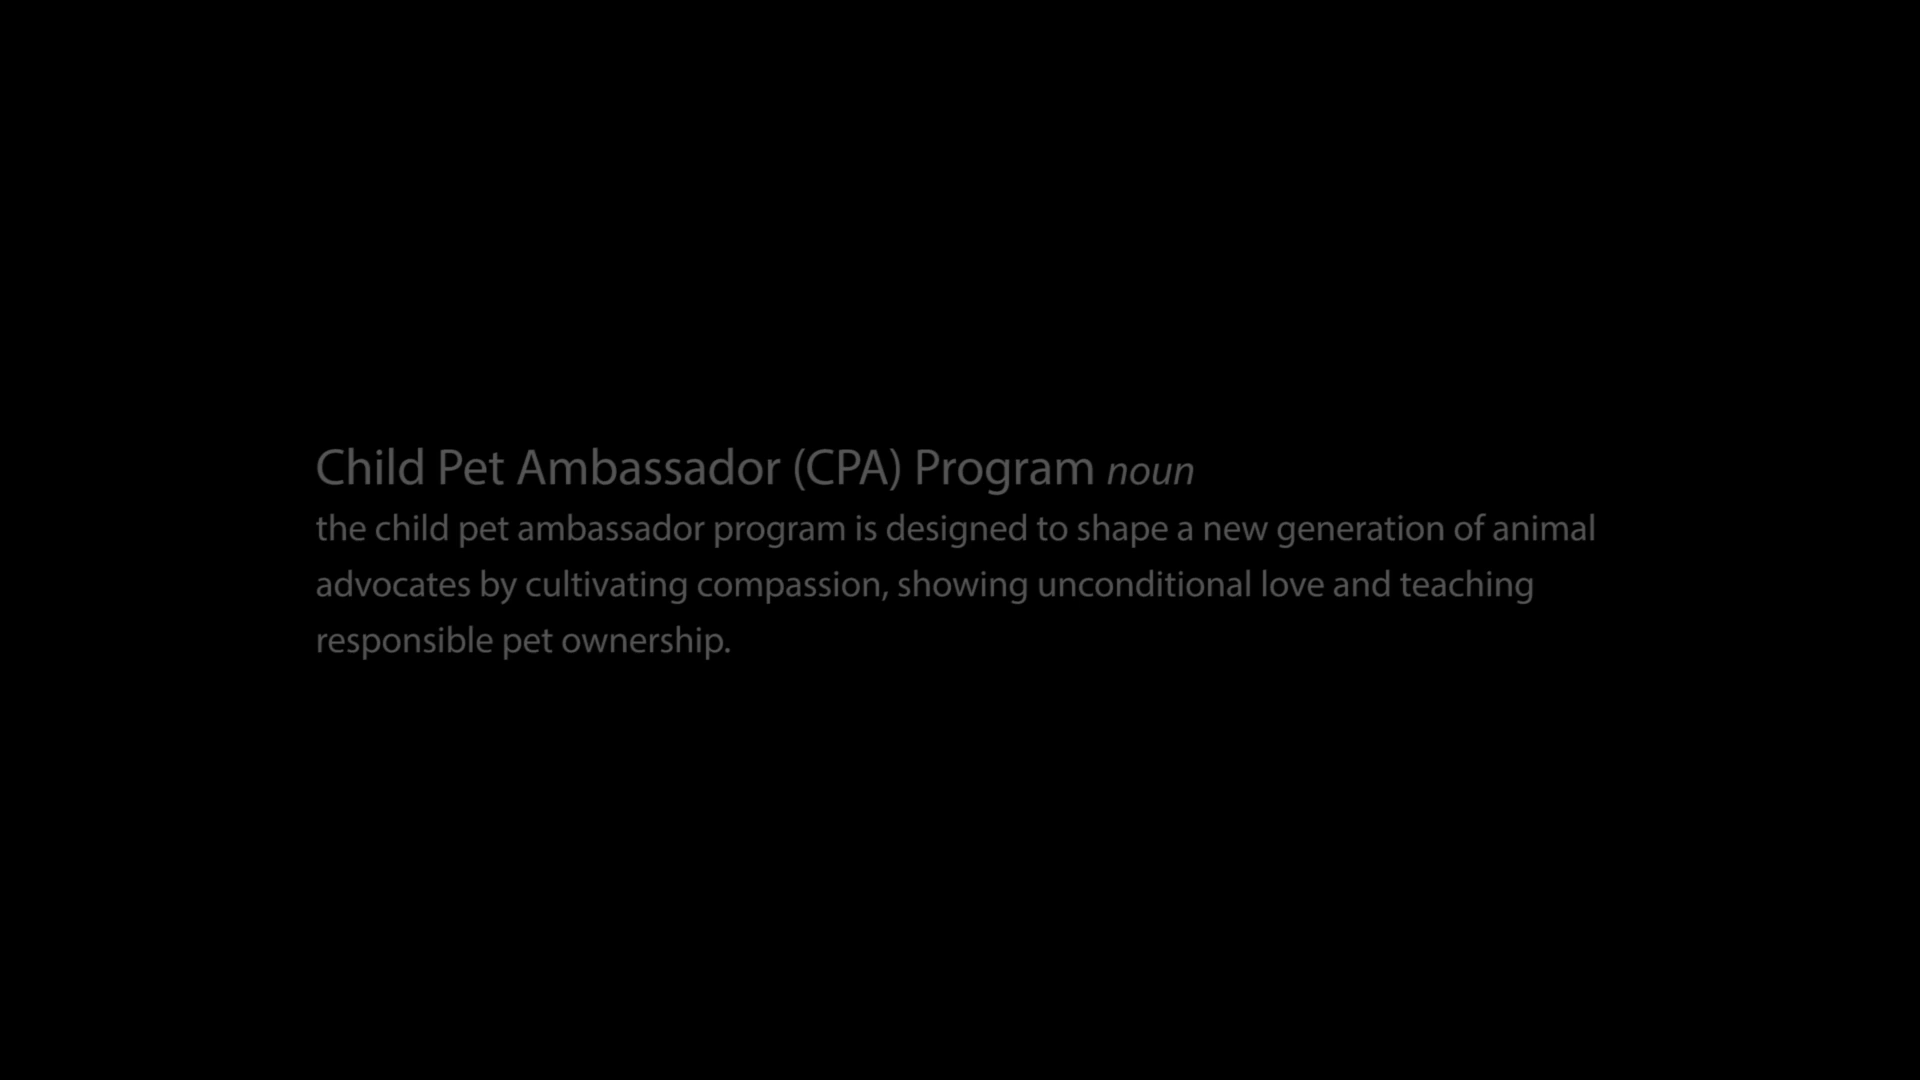 Child Pet Ambassador (CPA) Program noun
the child pet ambassador program is designed to shape a new generation of animal
advocates by cultivating compassion, showing unconditional love and teaching
responsible pet ownership.